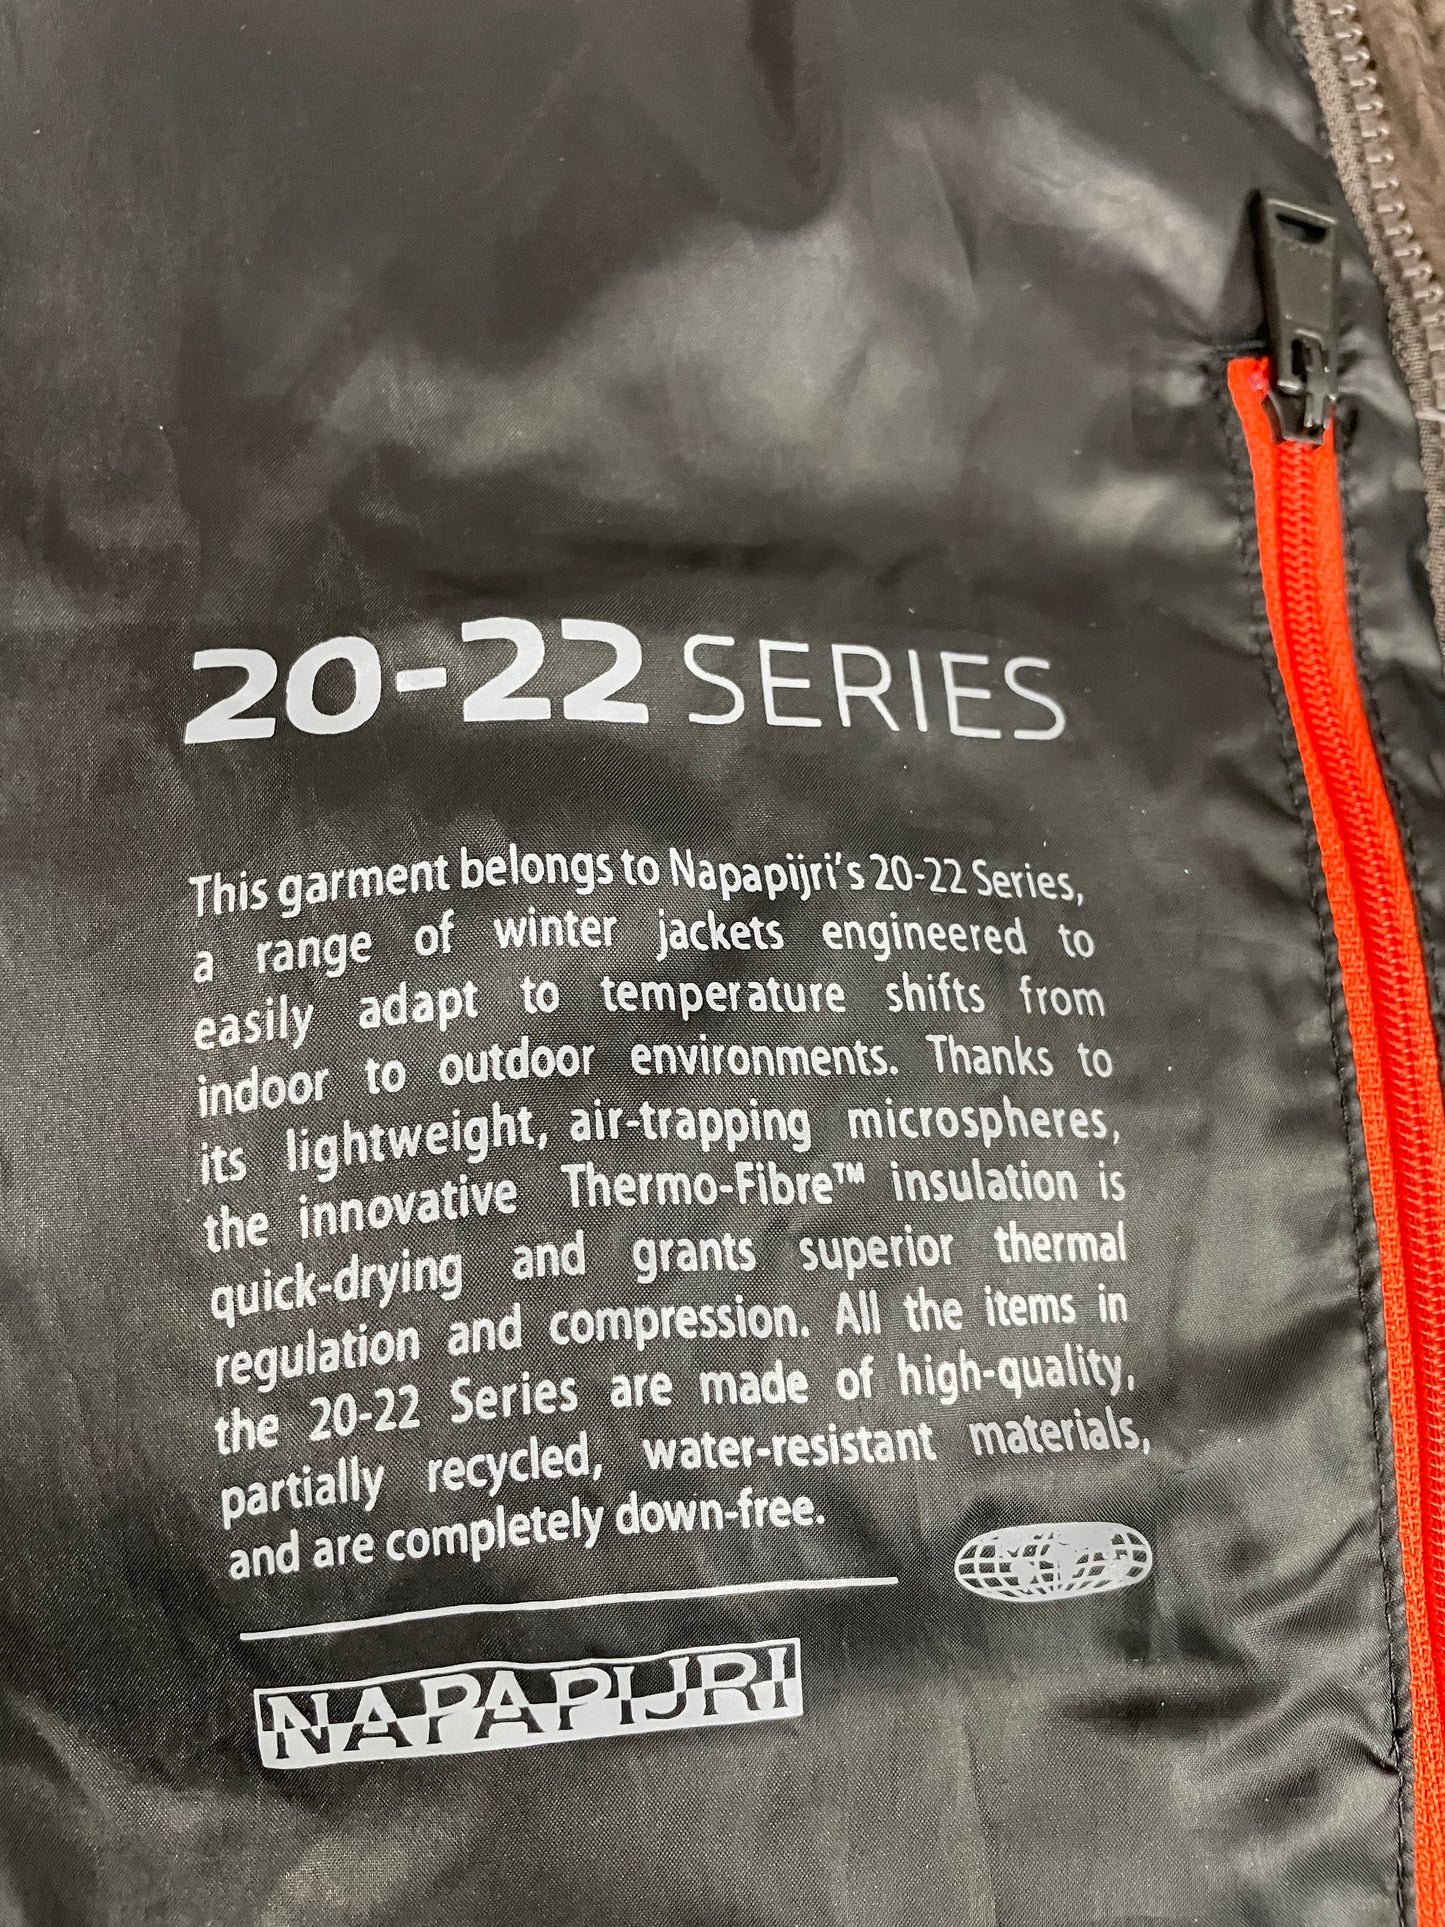 20-22 SERIES
This garment belongs to Napapijri's 20-22 Series,
a range of winter jackets engineered to
easily adapt to temperature shifts from
indoor to outdoor environments. Thanks to
its lightweight, air-trapping microspheres,
the innovative Thermo-Fibre™ insulation is
quick-drying and grants superior thermal
regulation and compression. All the items in
the 20-22 Series are made of high-quality,
partially recycled, water-resistant materials,
and are completely down-free.
NAPAPIJRI